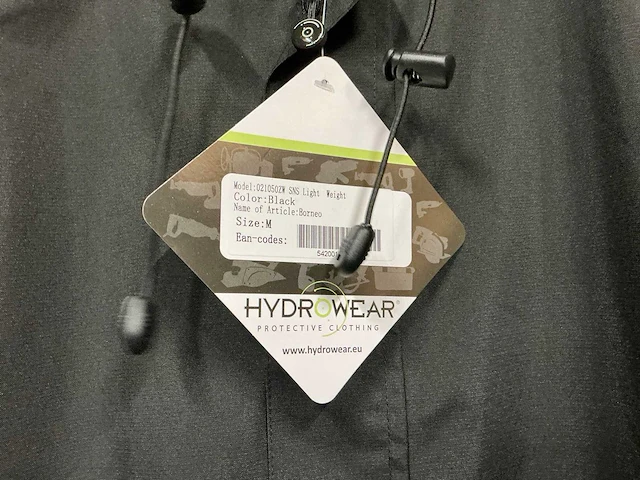 Model:021050ZW SNS Light Weight
Color:Black
Name of Article:Borneo
Size:M
Ean-codes:
HYDROWEAR®
PROTECTIVE CLOTHING
www.hydrowear.eu